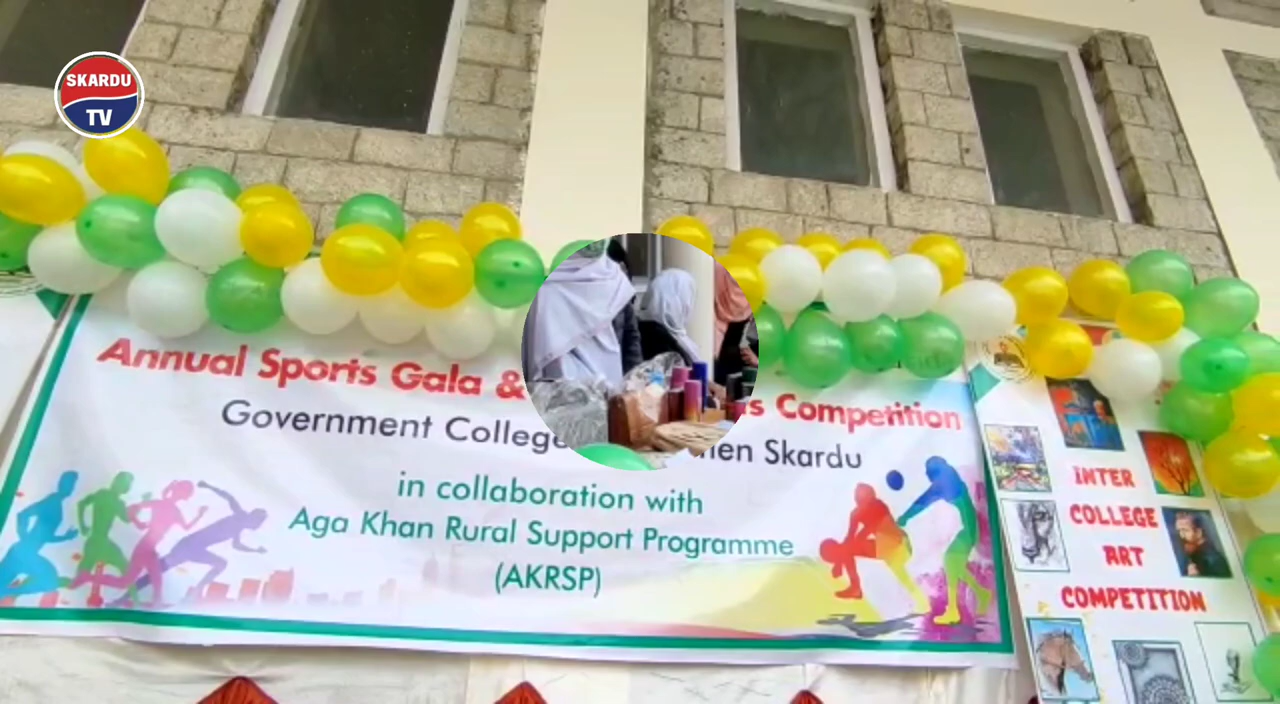 SKARDU
TV
Annual Sports Gala &
Competition
Government College
Skardu
in collaboration with
Aga Khan Rural Support Programme
(AKRSP)
INTER
COLLEGE
ART
COMPETITION